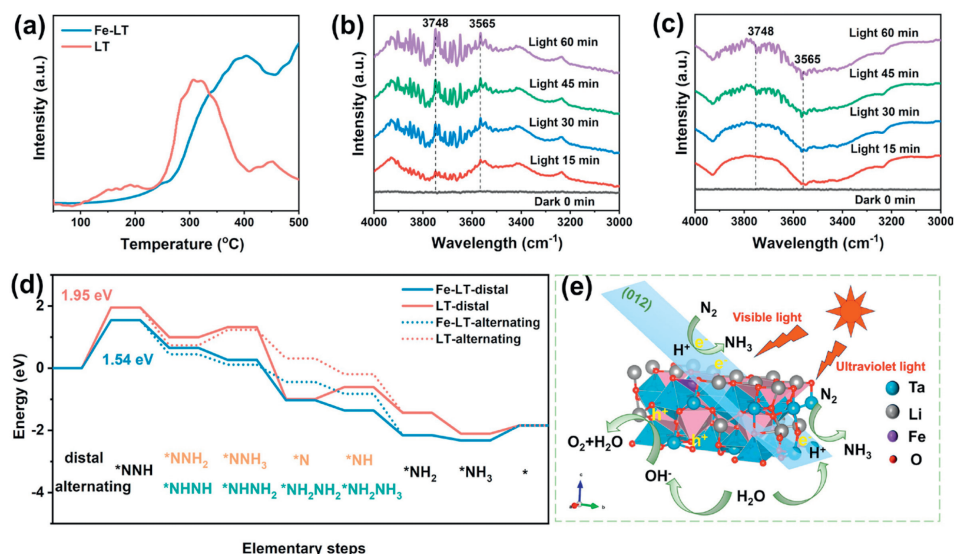 (a)
Fe-LT
LT
Intensity (a.u.)
100
200
300
400
500
Temperature (°C)
(b)
3748
3565
Light 60 min
Light 45 min
Light 30 min
Light 15 min
Dark 0 min
Intensity (a.u.)
4000
3800
3600
3400
3200
3000
Wavelength (cm⁻¹)
(c)
3748
3565
Light 60 min
Light 45 min
Light 30 min
Light 15 min
Dark 0 min
Intensity (a.u.)
4000
3800
3600
3400
3200
3000
Wavelength (cm⁻¹)
(d)
1.95 eV
1.54 eV
Fe-LT-distal
LT-distal
Fe-LT-alternating
LT-alternating
Energy (eV)
2
0
-2
-4
distal
alternating
*NNH
*NNH₂
*NNH₃
*N
*NH
*NHNH
*NHNH₂
*NH₂NH₂
*NH₂NH₃
*NH₂
*NH₃
*
Elementary steps
(e)
(012)
N₂
Visible light
H⁺
e⁻
NH₃
e⁻
Ultraviolet light
N₂
h⁺
h⁺
e⁻
H⁺
NH₃
O₂+H₂O
OH⁻
H₂O
Ta
Li
Fe
O
c
a
b